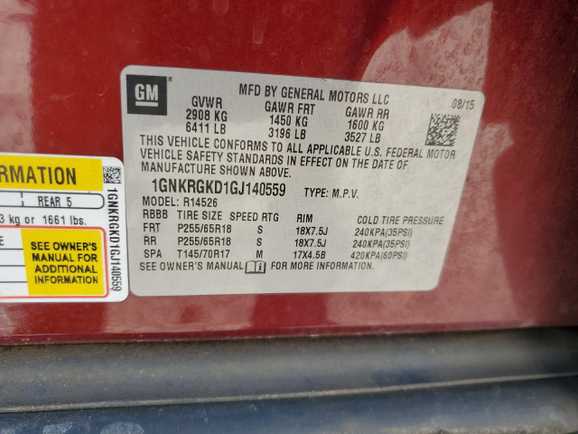 GM
MFD BY GENERAL MOTORS LLC
08/15
GVWR GAWR FRT GAWR RR
2908 KG 1450 KG 1600 KG
6411 LB 3196 LB 3527 LB
THIS VEHICLE CONFORMS TO ALL APPLICABLE U.S. FEDERAL MOTOR
VEHICLE SAFETY STANDARDS IN EFFECT ON THE DATE OF
MANUFACTURE SHOWN ABOVE.
1GNKRGKD1GJ140559 TYPE: M.P.V.
MODEL: R14526
RBBB TIRE SIZE SPEED RTG RIM COLD TIRE PRESSURE
FRT P255/65R18 S 18X7.5J 240KPA(35PSI)
RR P255/65R18 S 18X7.5J 240KPA(35PSI)
SPA T145/70R17 M 17X4.5B 420KPA(60PSI)
SEE OWNER'S MANUAL FOR MORE INFORMATION.
RMATION
REAR 5
3 kg or 1661 lbs.
SEE OWNER'S
MANUAL FOR
ADDITIONAL
INFORMATION
1GNKRGKD1GJ140559